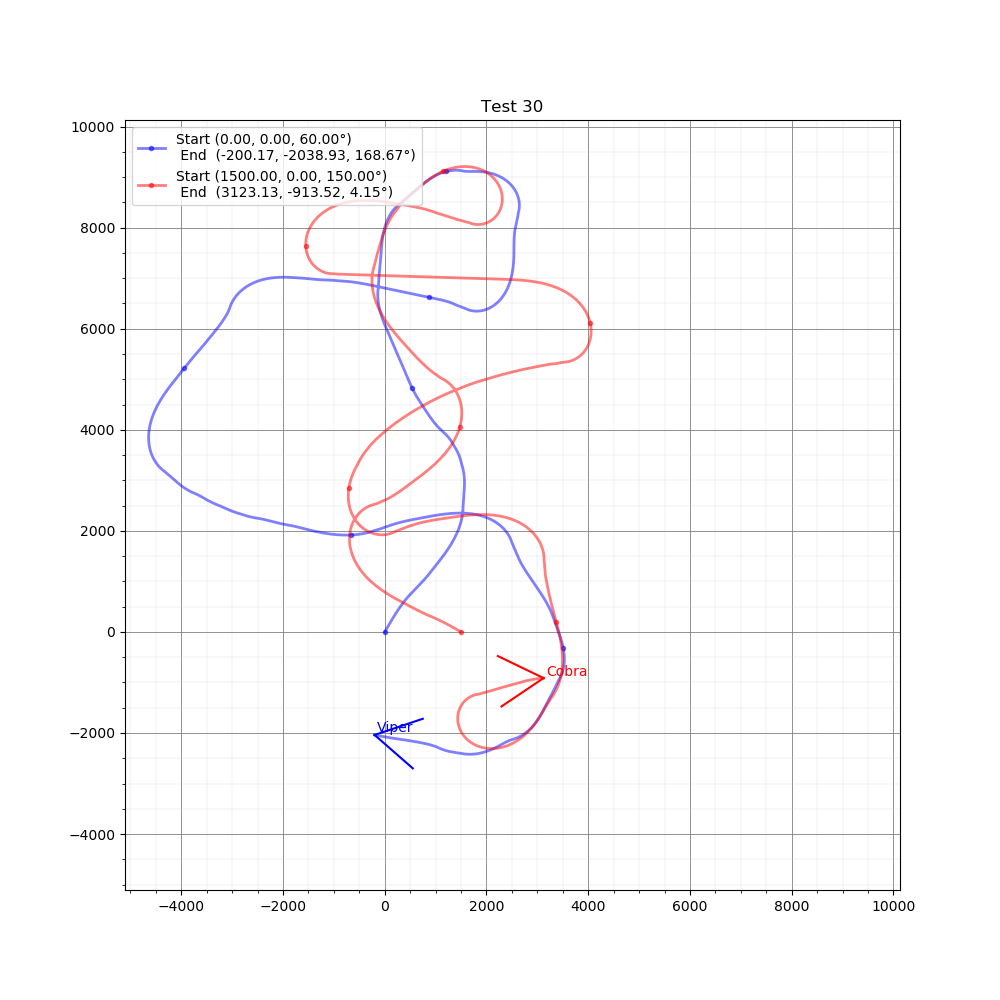 Test 30
Start (0.00, 0.00, 60.00°)
End  (-200.17, -2038.93, 168.67°)
Start (1500.00, 0.00, 150.00°)
End  (3123.13, -913.52, 4.15°)
10000
8000
6000
4000
2000
0
−2000
−4000
Cobra
Viper
−4000 −2000 0 2000 4000 6000 8000 10000